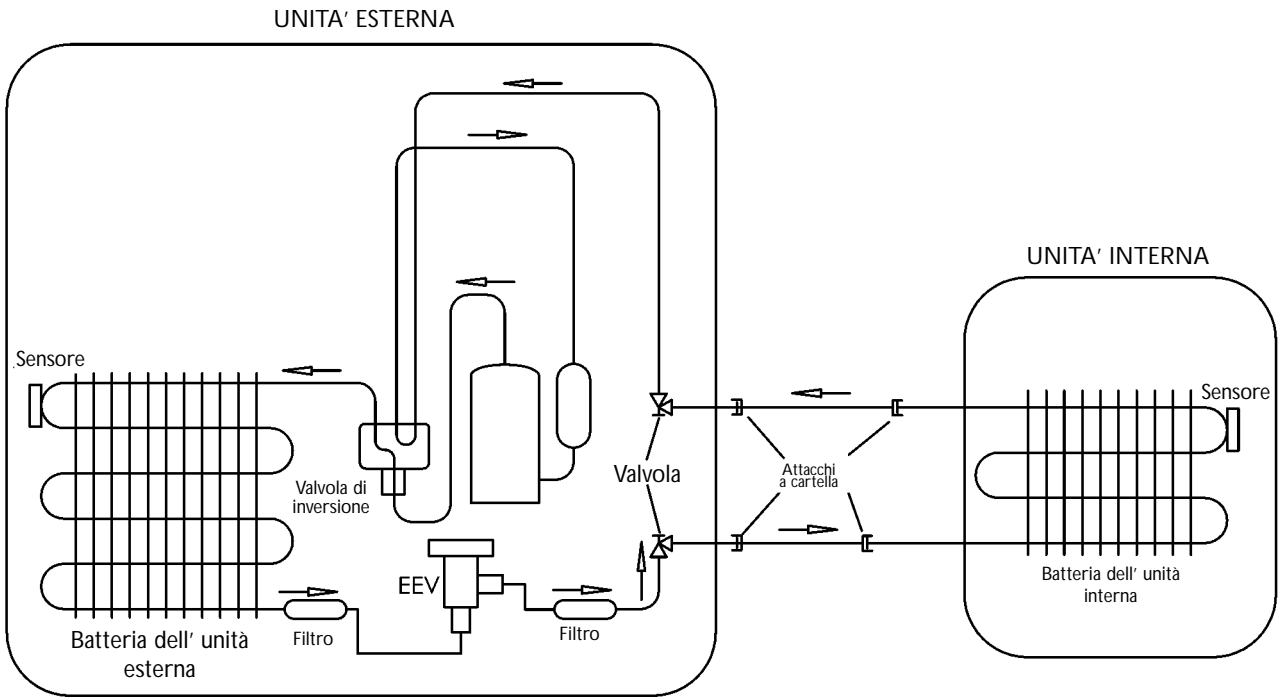 UNITA' ESTERNA
UNITA' INTERNA
Sensore
Sensore
Valvola di
inversione
Valvola
Attacchi
a cartella
EEV
Filtro
Filtro
Batteria dell' unità
esterna
Batteria dell' unità
interna